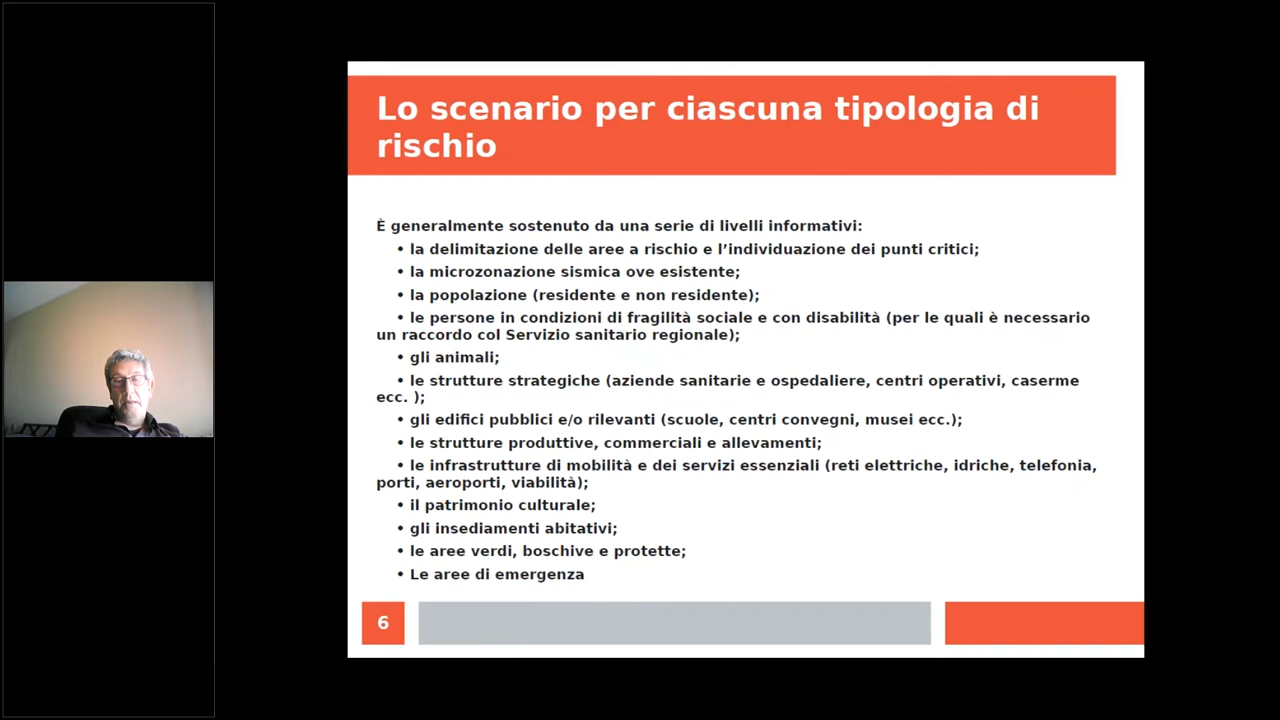 Lo scenario per ciascuna tipologia di
rischio
È generalmente sostenuto da una serie di livelli informativi:
• la delimitazione delle aree a rischio e l’individuazione dei punti critici;
• la microzonazione sismica ove esistente;
• la popolazione (residente e non residente);
• le persone in condizioni di fragilità sociale e con disabilità (per le quali è necessario
un raccordo col Servizio sanitario regionale);
• gli animali;
• le strutture strategiche (aziende sanitarie e ospedaliere, centri operativi, caserme
ecc. );
• gli edifici pubblici e/o rilevanti (scuole, centri convegni, musei ecc.);
• le strutture produttive, commerciali e allevamenti;
• le infrastrutture di mobilità e dei servizi essenziali (reti elettriche, idriche, telefonia,
porti, aeroporti, viabilità);
• il patrimonio culturale;
• gli insediamenti abitativi;
• le aree verdi, boschive e protette;
• Le aree di emergenza
6